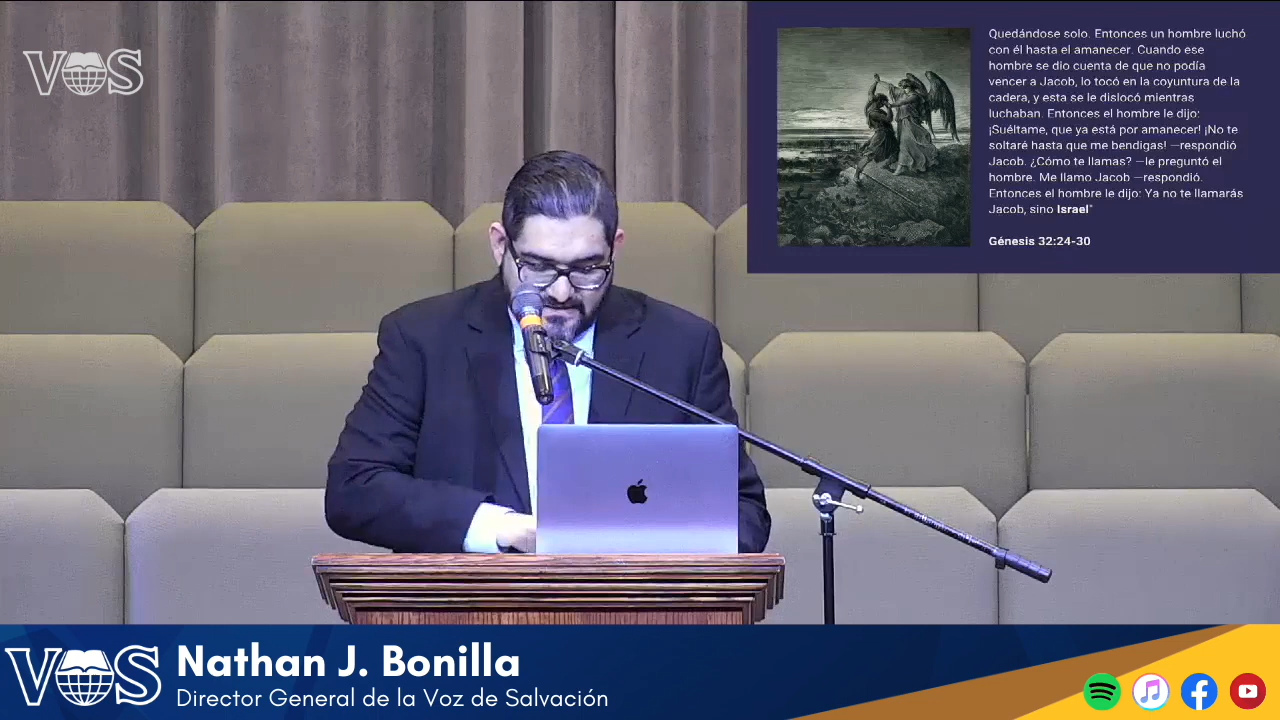 VOS
Quedándose solo. Entonces un hombre luchó
con él hasta el amanecer. Cuando ese
hombre se dio cuenta de que no podía
vencer a Jacob, lo tocó en la coyuntura de la
cadera, y esta se le dislocó mientras
luchaban. Entonces el hombre le dijo:
¡Suéltame, que ya está por amanecer! ¡No te
soltaré hasta que me bendigas! —respondió
Jacob. ¿Cómo te llamas? —le preguntó el
hombre. Me llamo Jacob —respondió.
Entonces el hombre le dijo: Ya no te llamarás
Jacob, sino Israel"
Génesis 32:24-30
VOS
Nathan J. Bonilla
Director General de la Voz de Salvación